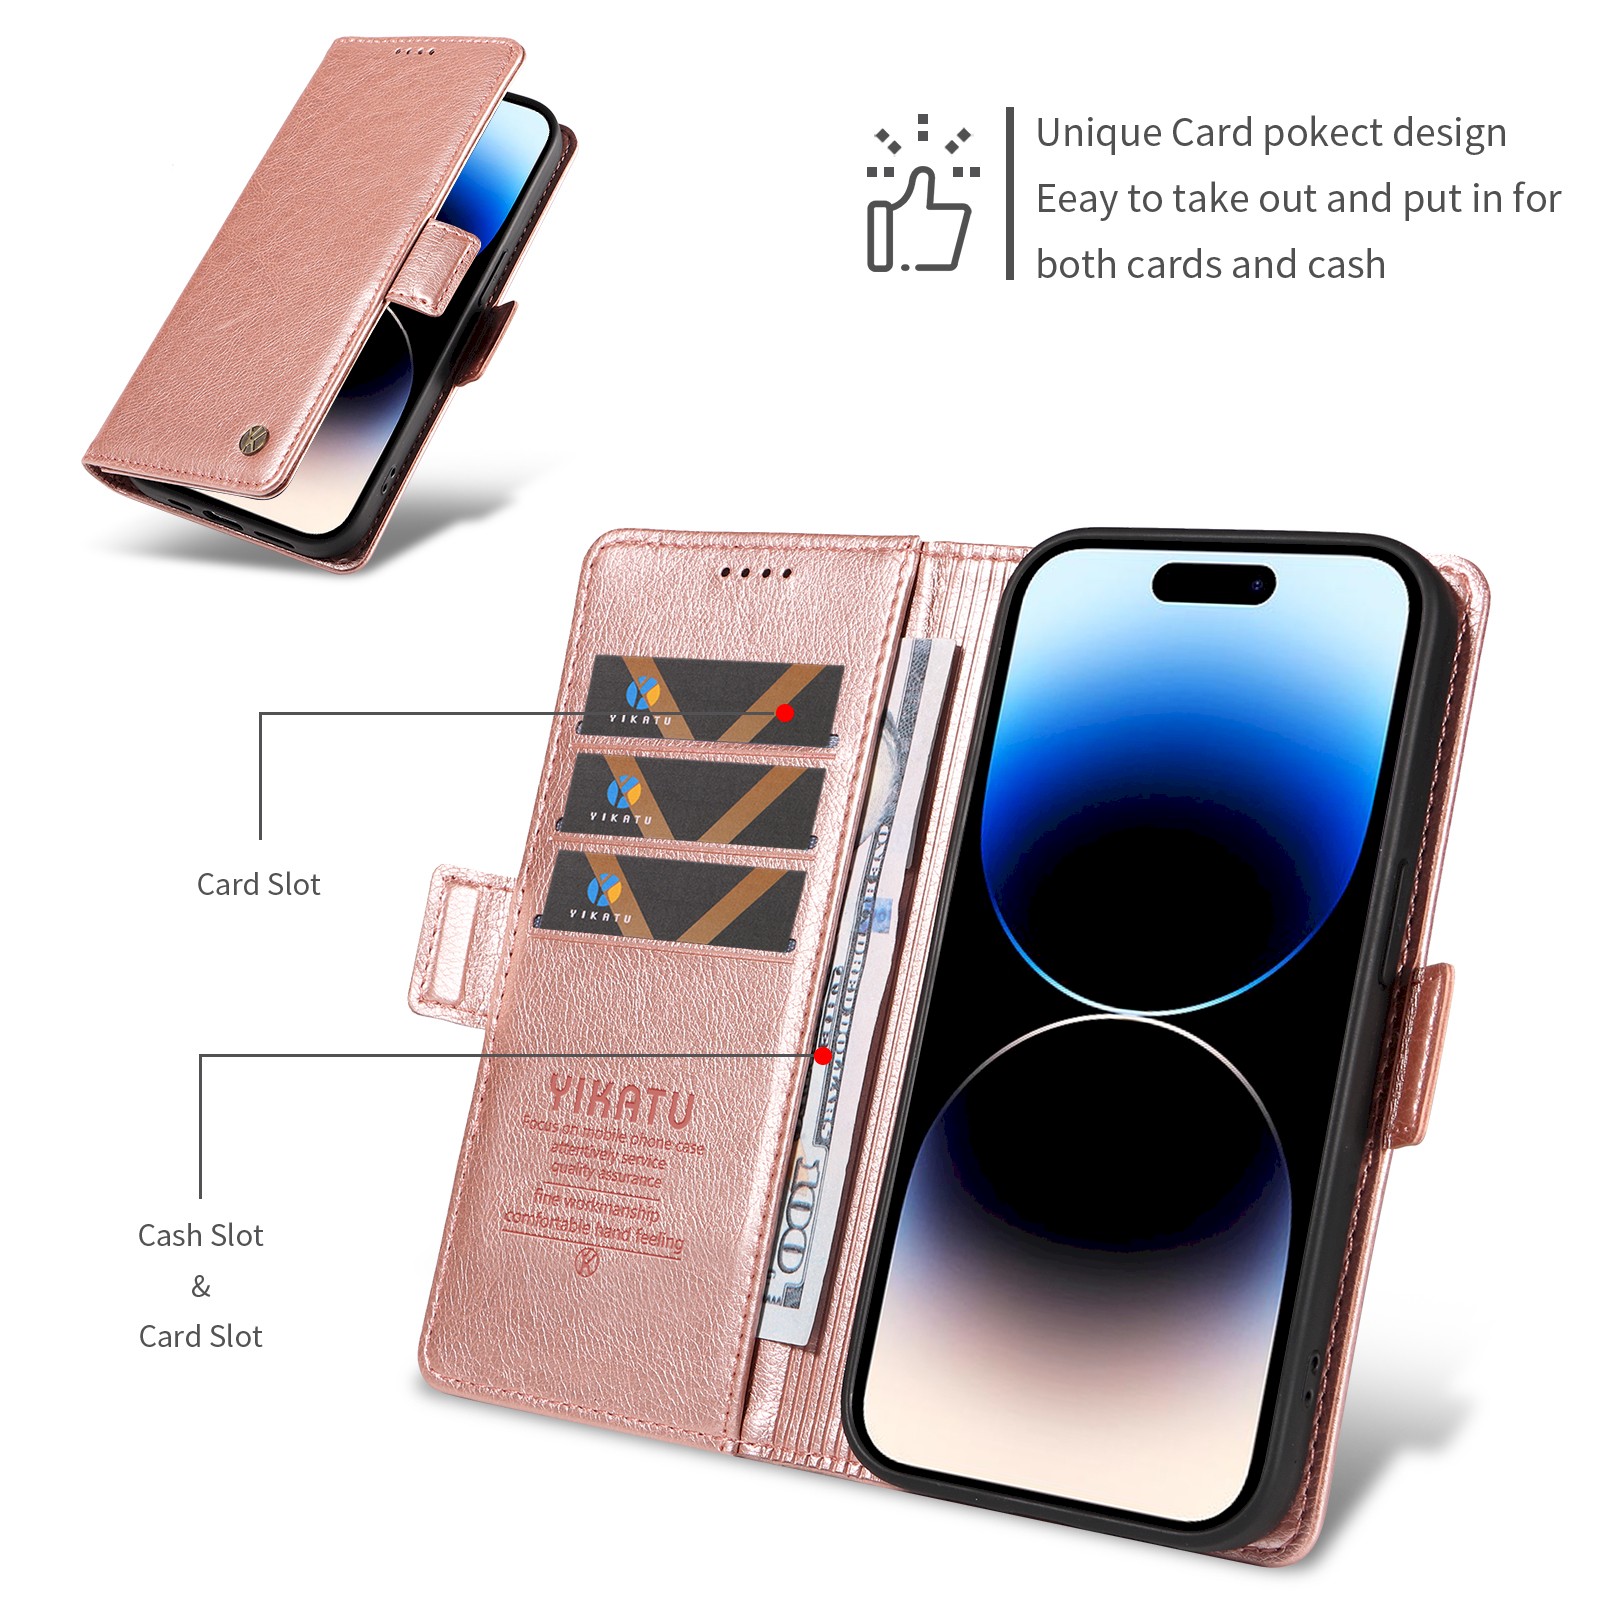 Unique Card pokect design
Eeay to take out and put in for
both cards and cash
YIKATU
YIKATU
YIKATU
Card Slot
YIKATU
Focus on mobile phone case
attentively service
quality assurance
fine workmanship
comfortable hand feeling
100
Cash Slot
&
Card Slot